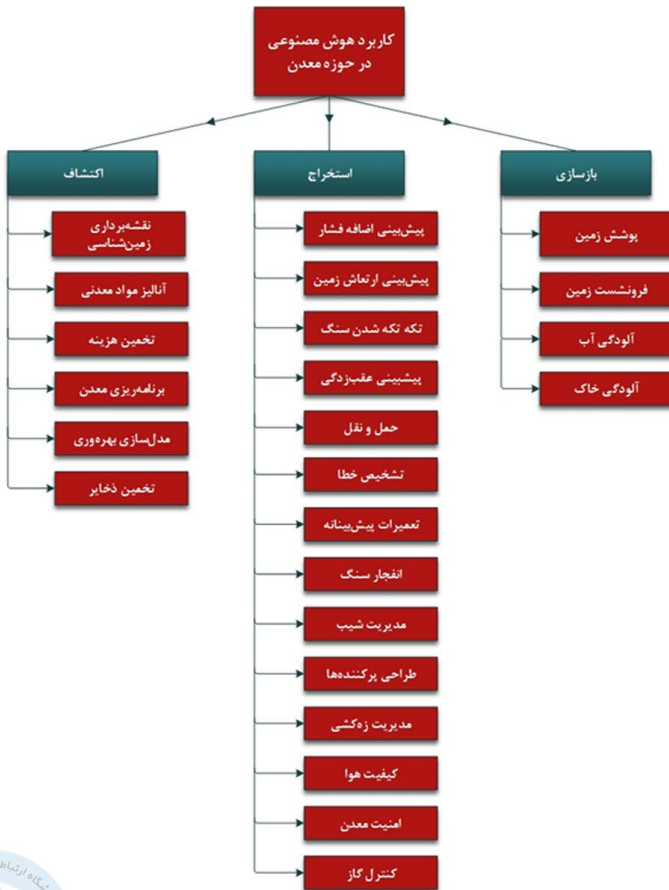 کاربرد هوش مصنوعی
در حوزه معدن
بازسازی
پوشش زمین
فرونشست زمین
آلودگی آب
آلودگی خاک
استخراج
پیش‌بینی اضافه فشار
پیش‌بینی ارتعاش زمین
تکه تکه شدن سنگ
پیشبینی عقب‌زدگی
حمل و نقل
تشخیص خطا
تعمیرات پیش‌بینانه
انفجار سنگ
مدیریت شیب
طراحی پرکننده‌ها
مدیریت زه‌کشی
کیفیت هوا
امنیت معدن
کنترل گاز
اکتشاف
نقشه‌برداری
زمین‌شناسی
آنالیز مواد معدنی
تخمین هزینه
برنامه‌ریزی معدن
مدل‌سازی بهره‌وری
تخمین ذخایر